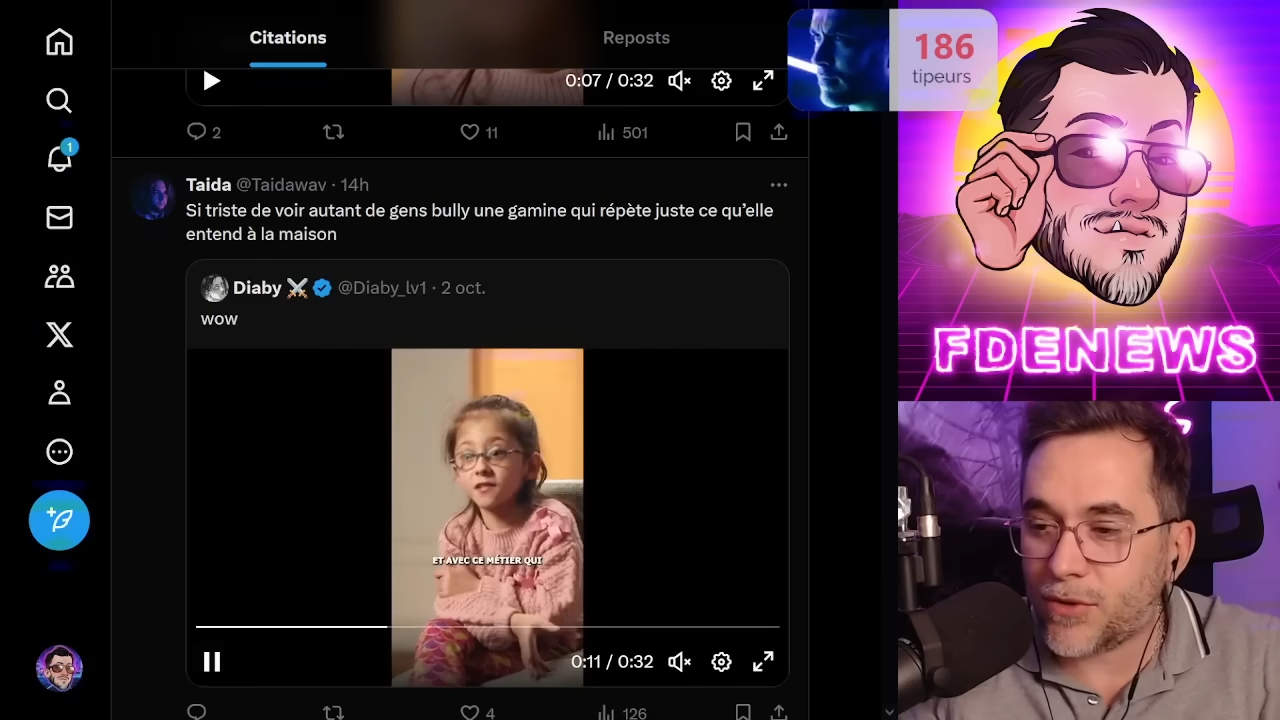 Citations
Reposts
186
tipeurs
0:07 / 0:32
2
11
501
1
Taida @Taidawav · 14h
Si triste de voir autant de gens bully une gamine qui répète juste ce qu’elle
entend à la maison
Diaby ⚔️ @Diaby_lv1 · 2 oct.
wow
ET AVEC CE MÉTIER QUI
0:11 / 0:32
4
126
FDENEWS